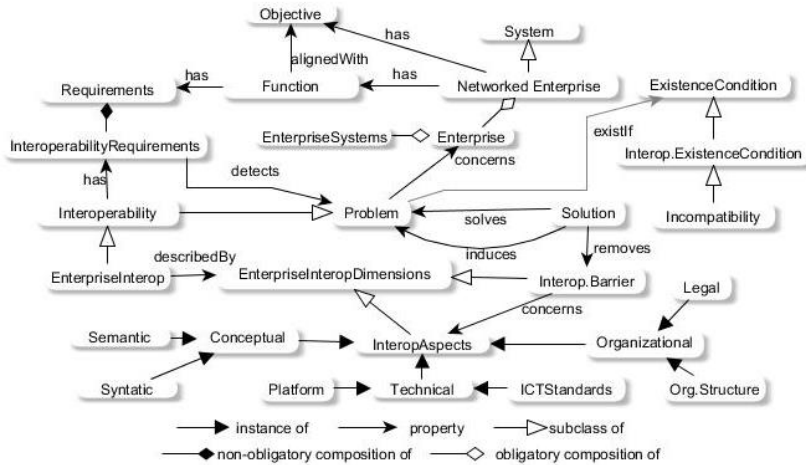 Objective
has
System
alignedWith
Requirements
has
Function
has
Networked Enterprise
ExistenceCondition
EnterpriseSystems
Enterprise
existIf
InteroperabilityRequirements
concerns
Interop.ExistenceCondition
has
detects
Interoperability
Problem
solves
Solution
Incompatibility
describedBy
induces
removes
EnterpriseInterop
EnterpriseInteropDimensions
Interop.Barrier
Legal
concerns
Semantic
Conceptual
InteropAspects
Organizational
Syntatic
Platform
Technical
ICTStandards
Org.Structure
instance of
property
subclass of
non-obligatory composition of
obligatory composition of